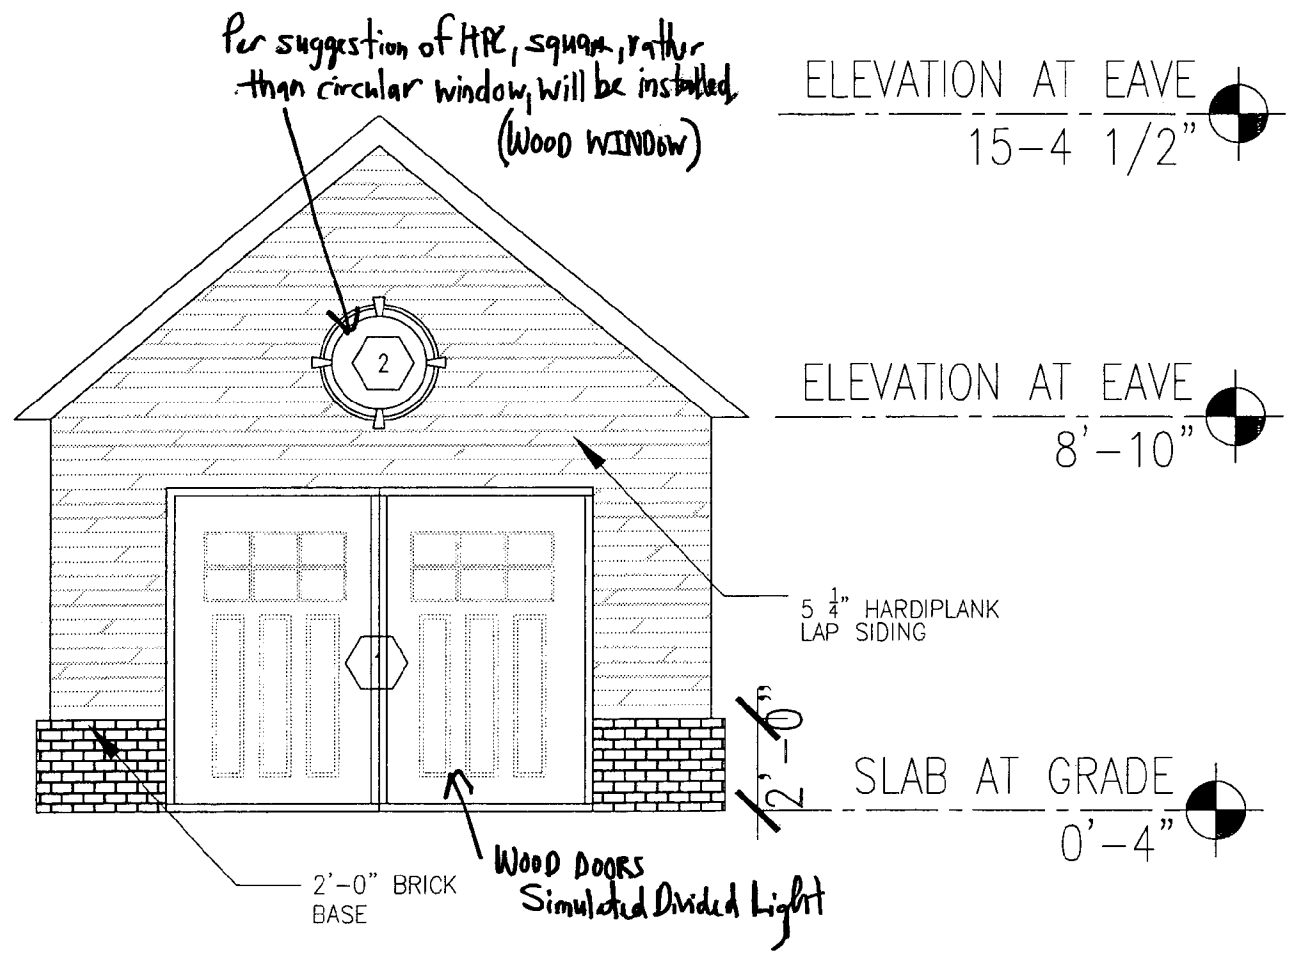 Per suggestion of HPC, square, rather
than circular window, will be installed
(WOOD WINDOW)
ELEVATION AT EAVE
15-4 1/2"
2
ELEVATION AT EAVE
8'-10"
5 1/4" HARDIPLANK
LAP SIDING
1
2'-0"
SLAB AT GRADE
0'-4"
2'-0" BRICK
BASE
WOOD DOORS
Simulated Divided Light